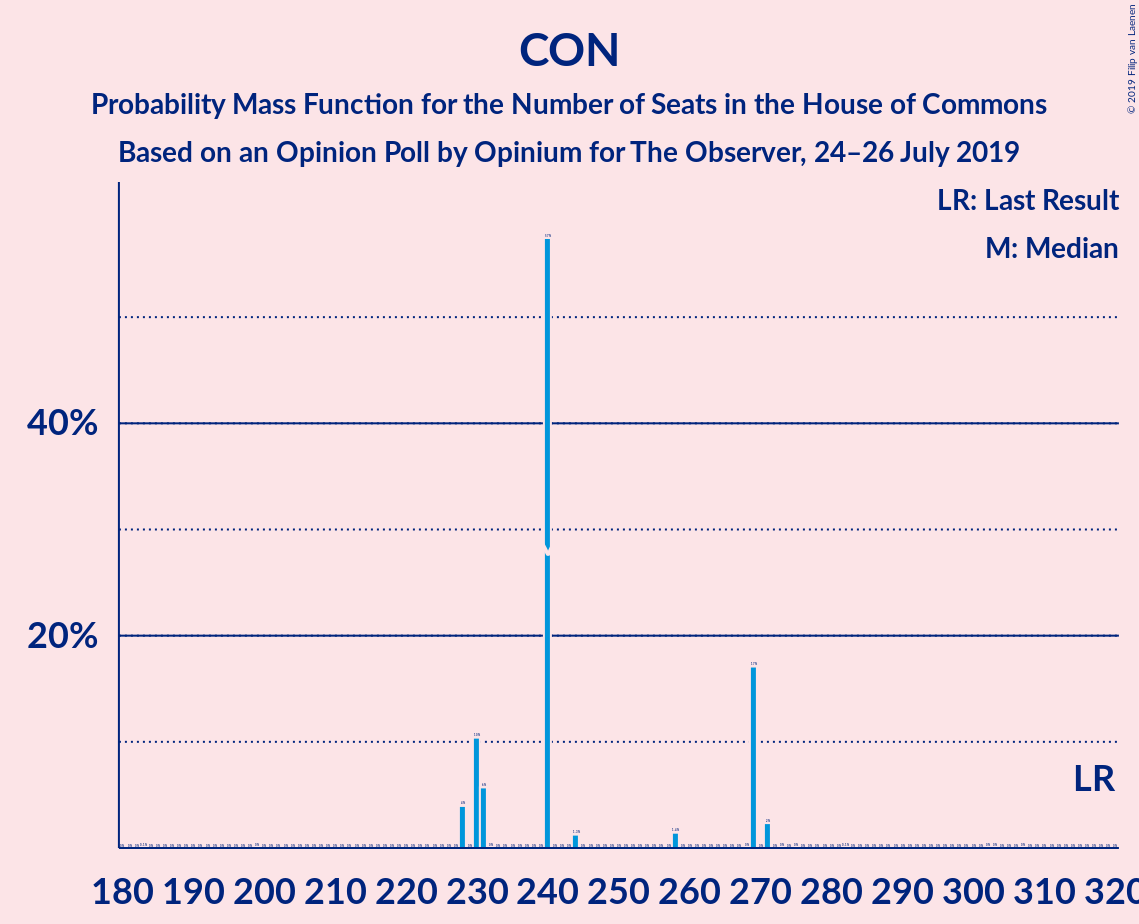 CON
Probability Mass Function for the Number of Seats in the House of Commons
Based on an Opinion Poll by Opinium for The Observer, 24–26 July 2019
© 2019 Filip van Laenen
LR: Last Result
M: Median
40%
20%
LR
180 190 200 210 220 230 240 250 260 270 280 290 300 310 320